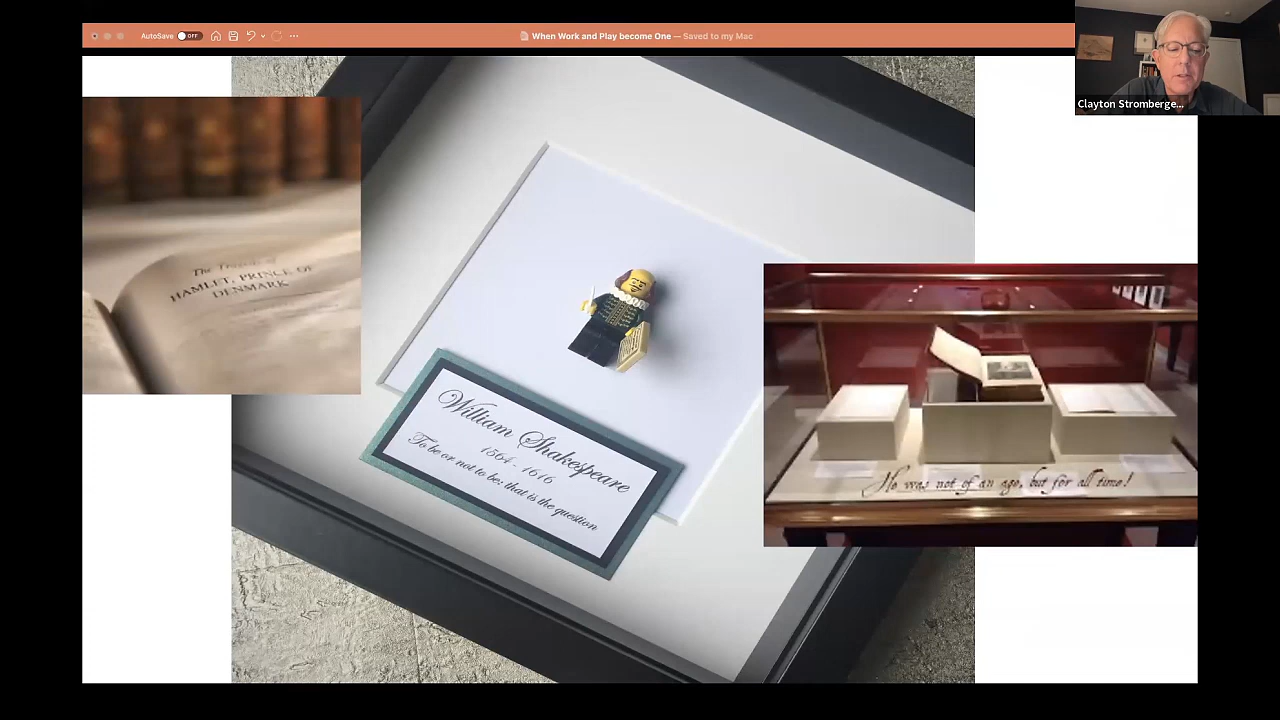 AutoSave OFF
When Work and Play become One — Saved to my Mac
Clayton Stromberge...
The Tragedy of
HAMLET, PRINCE OF
DENMARK
William Shakespeare
1564 - 1616
To be or not to be, that is the question
He was not of an age, but for all time!